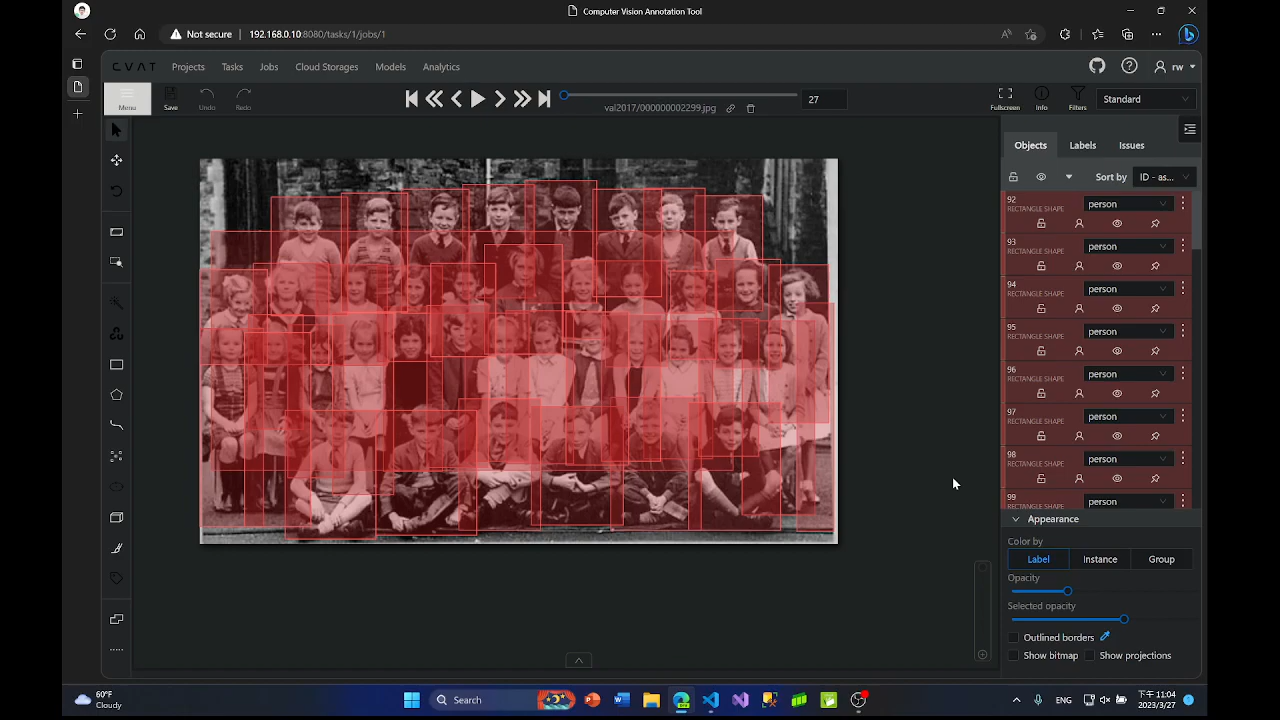 Computer Vision Annotation Tool
Not secure 192.168.0.10:8080/tasks/1/jobs/1
CVAT Projects Tasks Jobs Cloud Storages Models Analytics rw
Menu Save Undo Redo
val2017/000000002299.jpg
27
Fullscreen Info Filters Standard
Objects Labels Issues
Sort by ID - as...
92 person
RECTANGLE SHAPE
93 person
RECTANGLE SHAPE
94 person
RECTANGLE SHAPE
95 person
RECTANGLE SHAPE
96 person
RECTANGLE SHAPE
97 person
RECTANGLE SHAPE
98 person
RECTANGLE SHAPE
99 person
RECTANGLE SHAPE
Appearance
Color by
Label Instance Group
Opacity
Selected opacity
Outlined borders
Show bitmap Show projections
60°F
Cloudy
Search
下午 11:04
2023/3/27